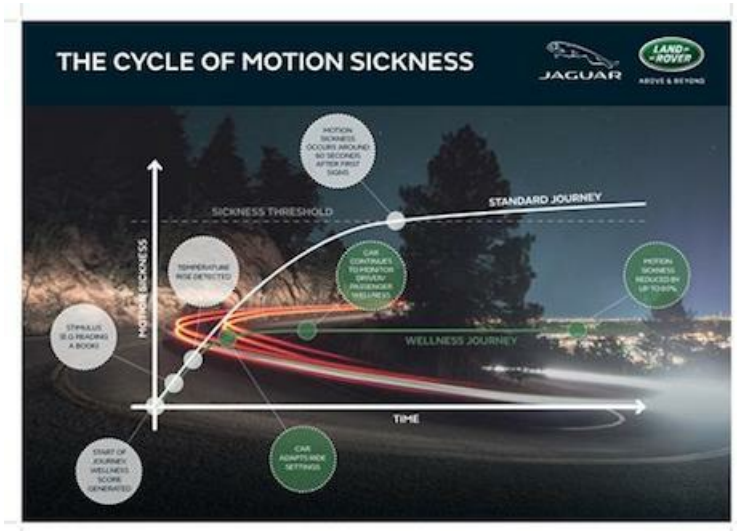 THE CYCLE OF MOTION SICKNESS
JAGUAR
LAND-
-ROVER
ABOVE & BEYOND
MOTION
SICKNESS
OCCURS AROUND
60 SECONDS
AFTER FIRST
SIGNS
STANDARD JOURNEY
SICKNESS THRESHOLD
MOTION SICKNESS
TEMPERATURE
RISE DETECTED
CAR
CONTINUES
TO MONITOR
DRIVER/
PASSENGER
WELLNESS
MOTION
SICKNESS
REDUCED BY
UP TO 60%
STIMULUS
(E.G READING
A BOOK)
WELLNESS JOURNEY
TIME
START OF
JOURNEY
WELLNESS
SCORE
GENERATED
CAR
ADAPTS RIDE
SETTINGS